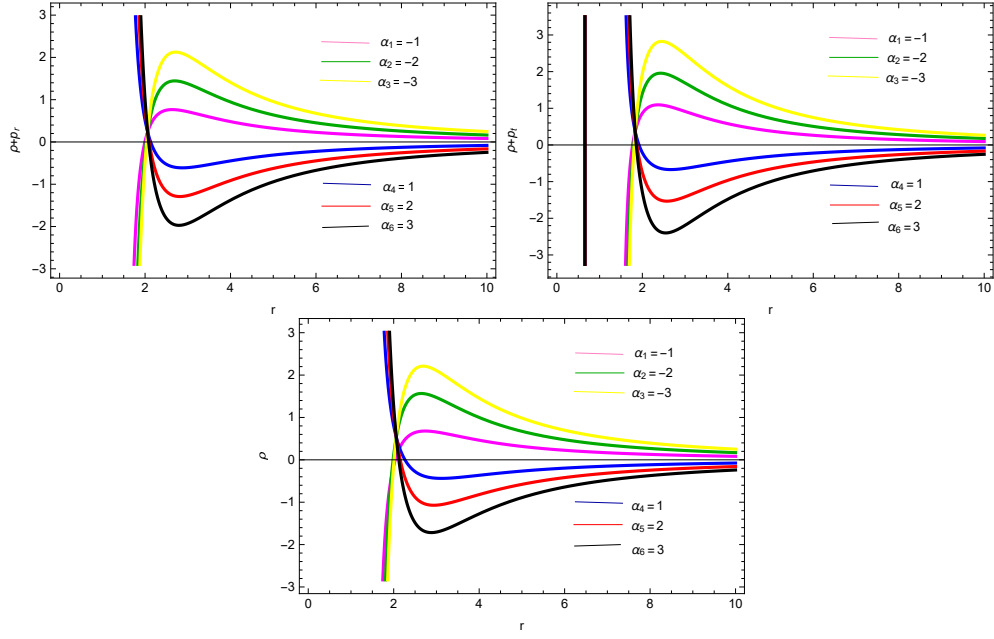 3
2
1
0
−1
−2
−3
ρ+p_r
α₁ = −1
α₂ = −2
α₃ = −3
α₄ = 1
α₅ = 2
α₆ = 3
0 2 4 6 8 10
r
3
2
1
0
−1
−2
−3
ρ+p_t
α₁ = −1
α₂ = −2
α₃ = −3
α₄ = 1
α₅ = 2
α₆ = 3
0 2 4 6 8 10
r
3
2
1
0
−1
−2
−3
ρ
α₁ = −1
α₂ = −2
α₃ = −3
α₄ = 1
α₅ = 2
α₆ = 3
0 2 4 6 8 10
r